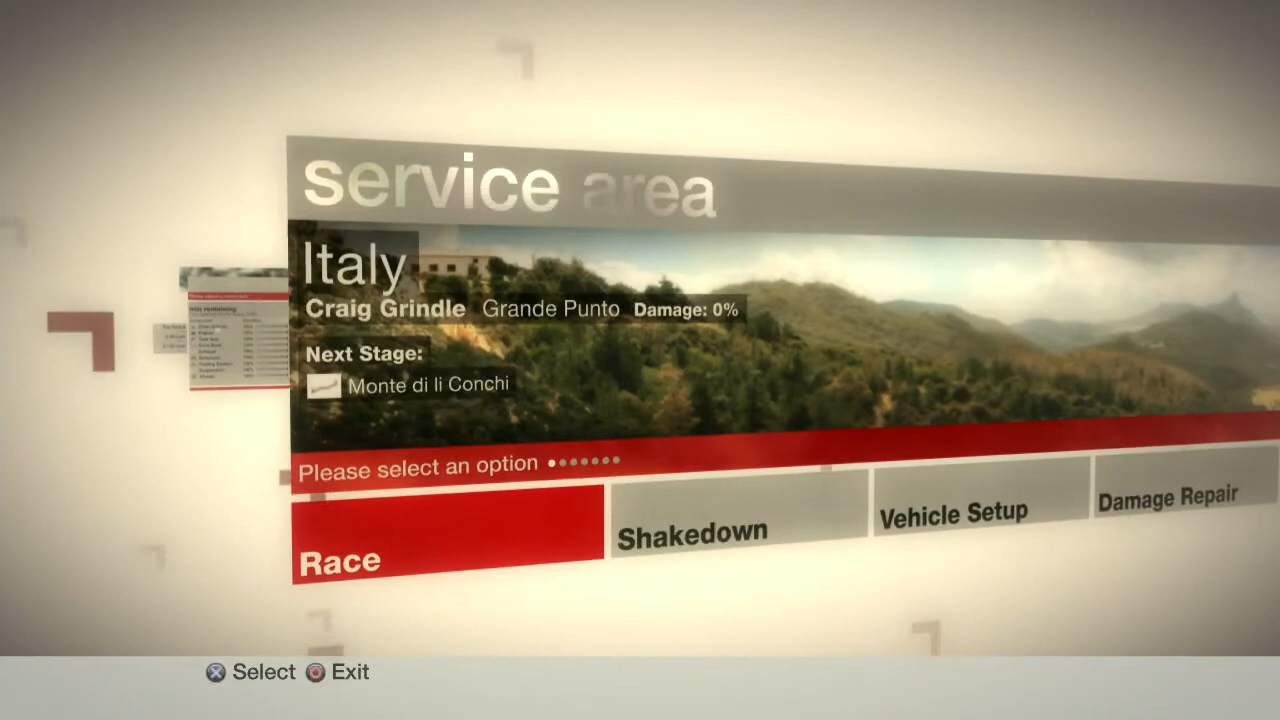 service area
Italy
Craig Grindle Grande Punto Damage: 0%
Next Stage:
Monte di li Conchi
Please select an option
Race
Shakedown
Vehicle Setup
Damage Repair
Select Exit